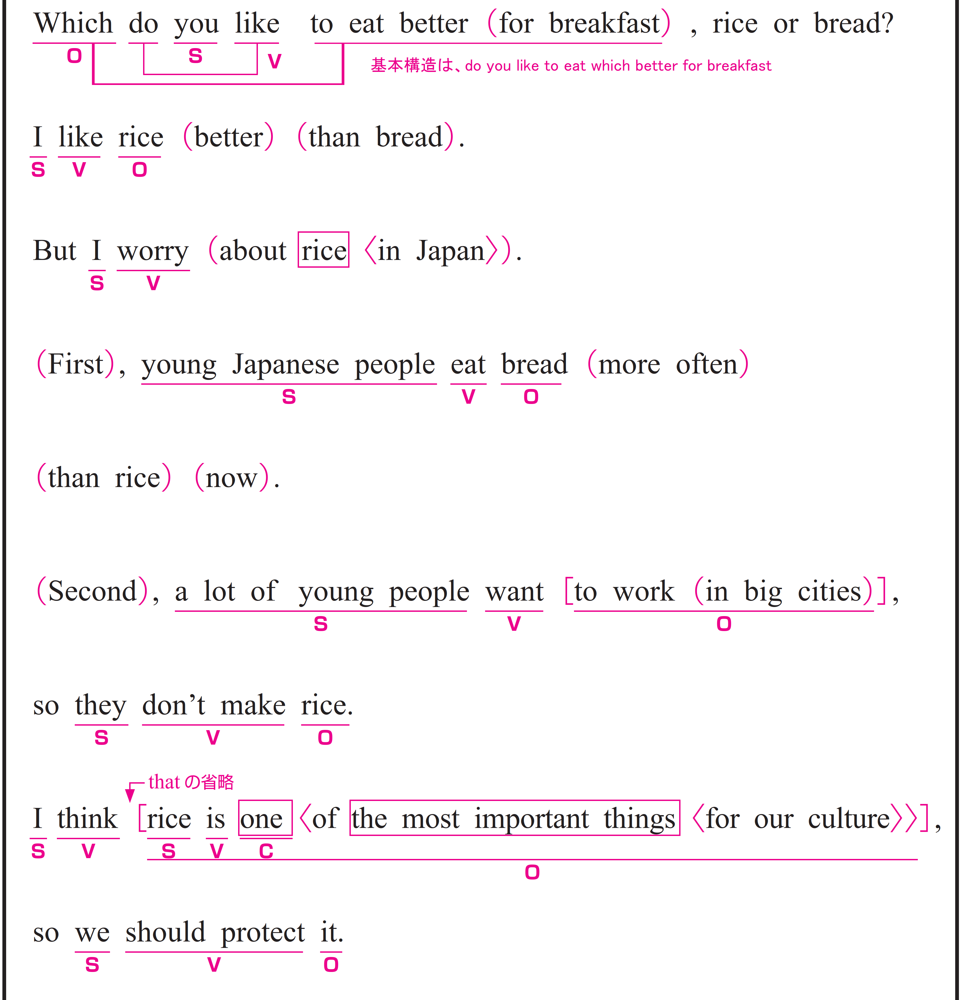 Which do you like to eat better (for breakfast) , rice or bread?
O S V 基本構造は、do you like to eat which better for breakfast
I like rice (better) (than bread).
S V O
But I worry (about rice 〈in Japan〉).
S V
(First), young Japanese people eat bread (more often)
S V O
(than rice) (now).
(Second), a lot of young people want [to work (in big cities)],
S V O
so they don’t make rice.
S V O
thatの省略
I think [rice is one 〈of the most important things 〈for our culture〉〉],
S V S V C
O
so we should protect it.
S V O